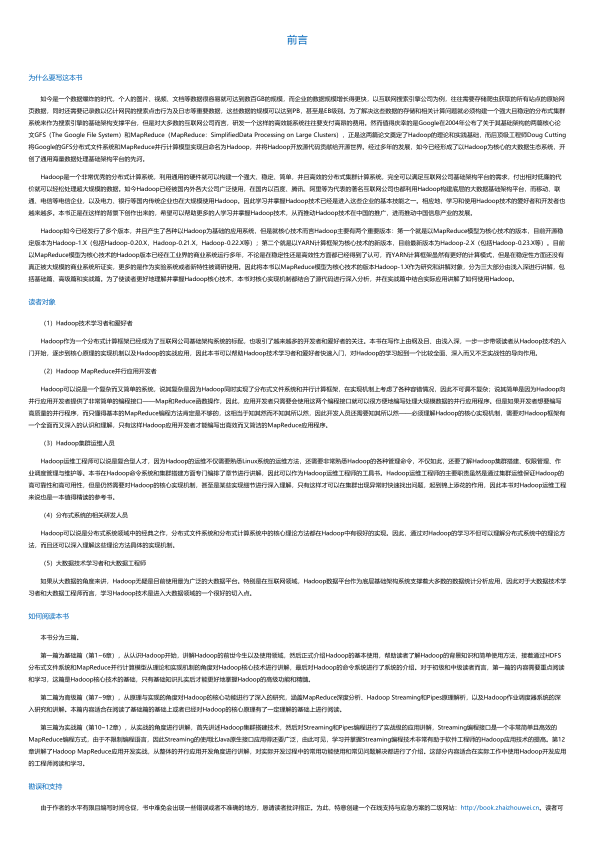 前言
为什么要写这本书
如今是一个数据爆炸的时代，个人的图片，视频，文档等数据很容易就可达到数百GB的规模，而企业的数据规模增长得更快，以互联网搜索引擎公司为例，往往需要存储爬虫获取的所有站点的原始网
页数据，同时还需要记录数以亿计网民的搜索点击行为及日志等重要数据，这些数据的规模可以达到PB，甚至是EB级别。为了解决这些数据的存储和相关计算问题就必须构建一个强大且稳定的分布式集群
系统来作为搜索引擎的基础架构支撑平台，但是对大多数的互联网公司而言，研发一个这样的高效能系统往往要支付高昂的费用。然而值得庆幸的是Google在2004年公布了关于其基础架构的两篇核心论
文GFS（The Google File System）和MapReduce（MapReduce：SimplifiedData Processing on Large Clusters），正是这两篇论文奠定了Hadoop的理论和实践基础，而后顶级工程师Doug Cutting
将Google的GFS分布式文件系统和MapReduce并行计算模型实现且命名为Hadoop，并将Hadoop开放源代码贡献给开源世界。经过多年的发展，如今已经形成了以Hadoop为核心的大数据生态系统，开
创了通用海量数据处理基础架构平台的先河。
Hadoop是一个非常优秀的分布式计算系统，利用通用的硬件就可以构建一个强大、稳定，简单，并且高效的分布式集群计算系统，完全可以满足互联网公司基础架构平台的需求，付出相对低廉的代
价就可以轻松处理超大规模的数据。如今Hadoop已经被国内外各大公司广泛使用，在国内以百度，腾讯，阿里等为代表的著名互联网公司也都利用Hadoop构建底层的大数据基础架构平台，而移动，联
通，电信等电信企业，以及电力，银行等国内传统企业也在大规模使用Hadoop。因此学习并掌握Hadoop技术已经是进入这些企业的基本技能之一。相应地，学习和使用Hadoop技术的爱好者和开发者也
越来越多。本书正是在这样的背景下创作出来的，希望可以帮助更多的人学习并掌握Hadoop技术，从而推动Hadoop技术在中国的推广，进而推动中国信息产业的发展。
Hadoop如今已经发行了多个版本，并日产生了各种以Hadoop为基础的应用系统，但是就核心技术而言Hadoop主要有两个重要版本：第一个就是以MapReduce模型为核心技术的版本，目前开源稳
定版本为Hadoop-1.X（包括Hadoop-0.20.X、Hadoop-0.21.X，Hadoop-0.22.X等）；第二个就是以YARN计算框架为核心技术的新版本，目前最新版本为Hadoop-2.X（包括Hadoop-0.23.X等）。目前
以MapReduce模型为核心技术的Hadoop版本已经在工业界的商业系统运行多年，不论是在稳定性还是高效性方面都已经得到了认可，而YARN计算框架虽然有更好的计算模式，但是在稳定性方面还没有
真正被大规模的商业系统所证实，更多的是作为实验系统或者新特性被调研使用。因此将本书以MapReduce模型为核心技术的版本Hadoop-1.X作为研究和讲解对象，分为三大部分由浅入深进行讲解，包
括基础篇，高级篇和实战篇。为了使读者更好地理解并掌握Hadoop核心技术，本书对核心实现机制都结合了源代码进行深入分析，并在实战篇中结合实际应用讲解了如何使用Hadoop。
读者对象
（1）Hadoop技术学习者和爱好者
Hadoop作为一个分布式计算框架已经成为了互联网公司基础架构系统的标配，也吸引了越来越多的开发者和爱好者的关注。本书在写作上由纲及目，由浅入深，一步一步带领读者从Hadoop技术的入
门开始，逐步到核心原理的实现机制以及Hadoop的实战应用，因此本书可以帮助Hadoop技术学习者和爱好者快速入门，对Hadoop的学习起到一个比较全面，深入而又不乏实战性的导向作用。
（2）Hadoop MapReduce并行应用开发者
Hadoop可以说是一个复杂而又简单的系统，说其复杂是因为Hadoop同时实现了分布式文件系统和并行计算框架，在实现机制上考虑了各种容错情况，因此不可谓不复杂；说其简单是因为Hadoop向
并行应用开发者提供了非常简单的编程接口——Map和Reduce函数操作，因此，应用开发者只需要会使用这两个编程接口就可以很方便地编写处理大规模数据的并行应用程序。但是如果开发者想要编写
高质量的并行程序，而只懂得基本的MapReduce编程方法肯定是不够的，这相当于知其然而不知其所以然，因此开发人员还需要知其所以然——必须理解Hadoop的核心实现机制，需要对Hadoop框架有
一个全面而又深入的认识和理解，只有这样Hadoop应用开发者才能编写出高效而又简洁的MapReduce应用程序。
（3）Hadoop集群运维人员
Hadoop运维工程师可以说是复合型人才，因为Hadoop的运维不仅需要熟悉Linux系统的运维方法，还需要非常熟悉Hadoop的各种管理命令，不仅如此，还要了解Hadoop集群搭建，权限管理，作
业调度管理与维护等。本书在Hadoop命令系统和集群搭建方面专门编排了章节进行讲解，因此可以作为Hadoop运维工程师的工具书。Hadoop运维工程师的主要职责虽然是通过集群运维保证Hadoop的
高可靠性和高可用性，但是仍然需要对Hadoop的核心实现机制，甚至是某些实现细节进行深入理解，只有这样才可以在集群出现异常时快速找出问题，起到锦上添花的作用，因此本书对Hadoop运维工程
来说也是一本值得精读的参考书。
（4）分布式系统的相关研发人员
Hadoop可以说是分布式系统领域中的经典之作，分布式文件系统和分布式计算系统中的核心理论方法都在Hadoop中有很好的实现。因此，通过对Hadoop的学习不但可以理解分布式系统中的理论方
法，而且还可以深入理解这些理论方法具体的实现机制。
（5）大数据技术学习者和大数据工程师
如果从大数据的角度来讲，Hadoop无疑是目前使用最为广泛的大数据平台。特别是在互联网领域，Hadoop数据平台作为底层基础架构系统支撑着大多数的数据统计分析应用，因此对于大数据技术学
习者和大数据工程师而言，学习Hadoop技术是进入大数据领域的一个很好的切入点。
如何阅读本书
本书分为三篇。
第一篇为基础篇（第1~6章），从认识Hadoop开始，讲解Hadoop的前世今生以及使用领域，然后正式介绍Hadoop的基本使用，帮助读者了解Hadoop的背景知识和简单使用方法，接着通过HDFS
分布式文件系统和MapReduce并行计算模型从理论和实现机制的角度对Hadoop核心技术进行讲解，最后对Hadoop的命令系统进行了系统的介绍。对于初级和中级读者而言，第一篇的内容需要重点阅读
和学习，这篇是Hadoop核心技术的基础，只有基础知识扎实后才能更好地掌握Hadoop的高级功能和精髓。
第二篇为高级篇（第7~9章），从原理与实现的角度对Hadoop的核心功能进行了深入的研究，涵盖MapReduce深度分析，Hadoop Streaming和Pipes原理解析，以及Hadoop作业调度器系统的深
入研究和讲解。本篇内容适合在阅读了基础篇的基础上或者已经对Hadoop的核心原理有了一定理解的基础上进行阅读。
第三篇为实战篇（第10~12章），从实战的角度进行讲解，首先讲述Hadoop集群搭建技术，然后对Streaming和Pipes编程进行了实战级的应用讲解，Streaming编程接口是一个非常简单且高效的
MapReduce编程方式，由于不限制编程语言，因此Streaming的使用比Java原生接口应用得还要广泛，由此可见，学习并掌握Streaming编程技术非常有助于软件工程师的Hadoop应用技术的提高。第12
章讲解了Hadoop MapReduce应用开发实战，从整体的并行应用开发角度进行讲解，对实际开发过程中的常用功能使用和常见问题解决都进行了介绍。这部分内容适合在实际工作中使用Hadoop开发应用
的工程师阅读和学习。
勘误和支持
由于作者的水平有限且编写时间仓促，书中难免会出现一些错误或者不准确的地方，恳请读者批评指正。为此，特意创建一个在线支持与应急方案的二级网站：http://book.zhaizhouwei.cn。读者可